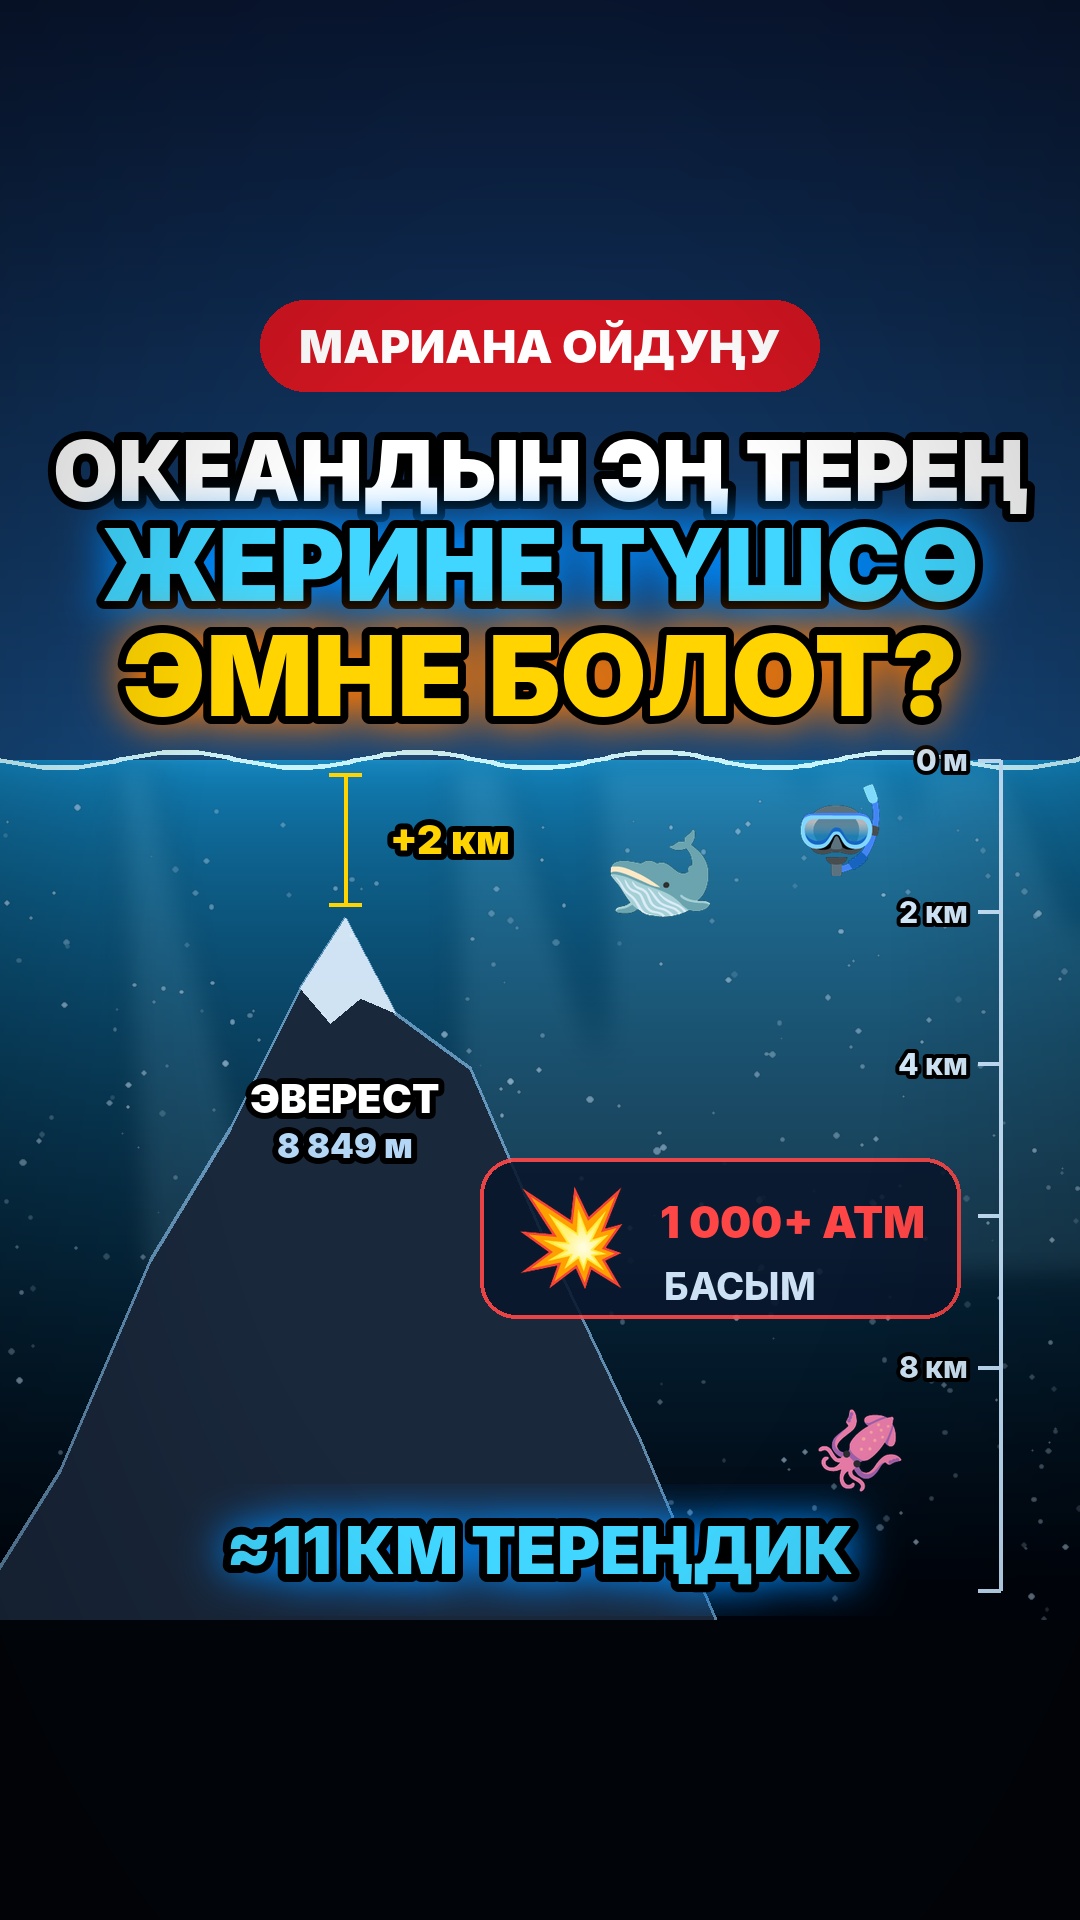 МАРИАНА ОЙДУҢУ
ОКЕАНДЫН ЭҢ ТЕРЕҢ
ЖЕРИНЕ ТҮШСӨ
ЭМНЕ БОЛОТ?
0 м
+2 км
2 км
4 км
ЭВЕРЕСТ
8 849 м
1 000+ АТМ
БАСЫМ
8 км
≈11 КМ ТЕРЕҢДИК